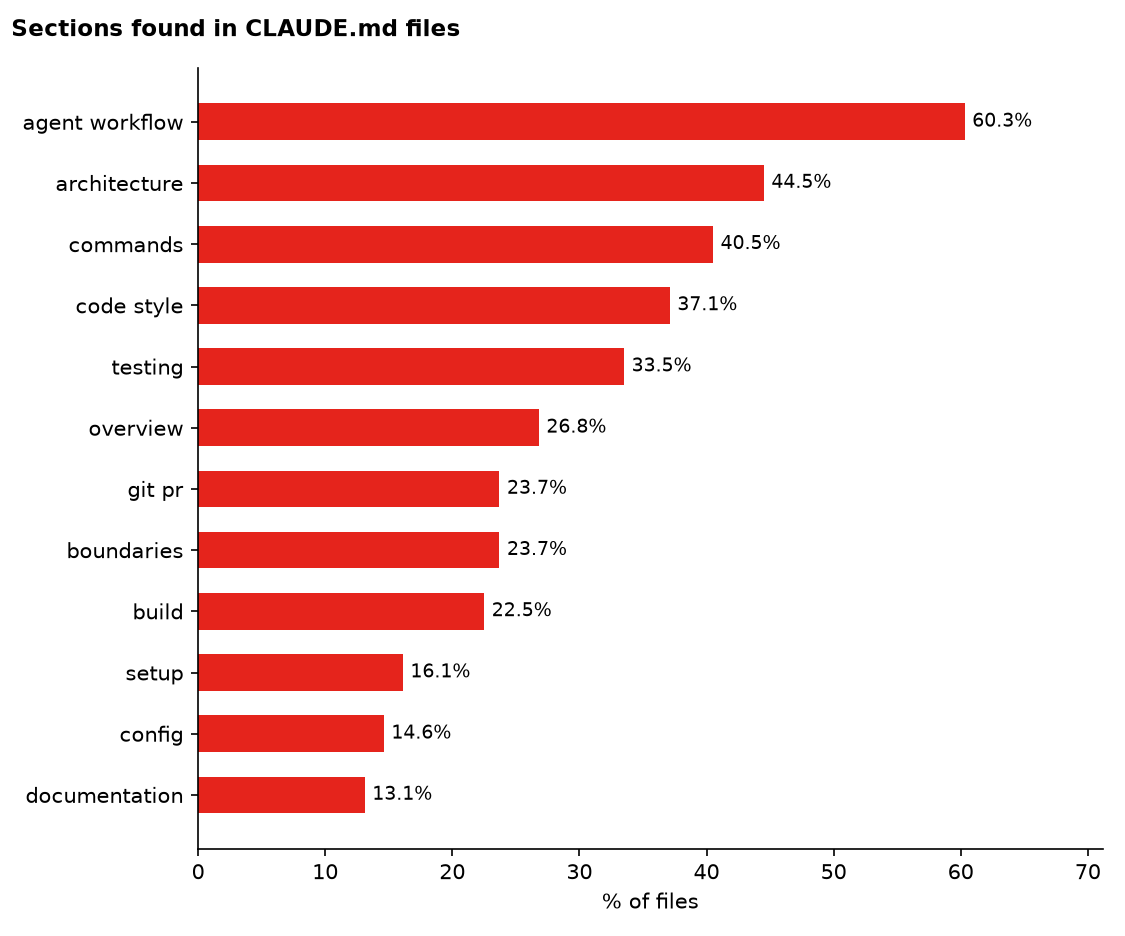 Sections found in CLAUDE.md files
agent workflow 60.3%
architecture 44.5%
commands 40.5%
code style 37.1%
testing 33.5%
overview 26.8%
git pr 23.7%
boundaries 23.7%
build 22.5%
setup 16.1%
config 14.6%
documentation 13.1%
0 10 20 30 40 50 60 70
% of files